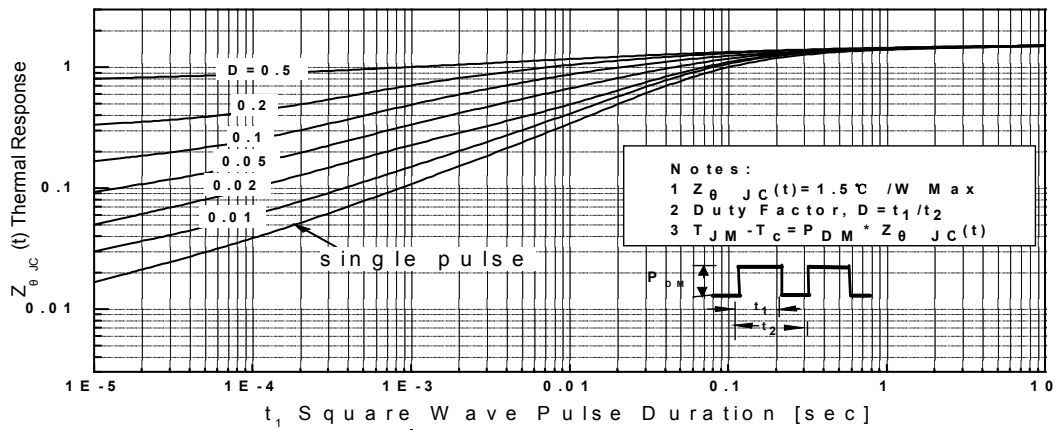 Z θ JC (t) Thermal Response
1
0.1
0.01
D=0.5
0.2
0.1
0.05
0.02
0.01
single pulse
Notes:
1 Z θ JC (t)=1.5℃ /W Max
2 Duty Factor, D=t1/t2
3 TJM -Tc=PDM * Z θ JC (t)
PDM
t1
t2
1E-5 1E-4 1E-3 0.01 0.1 1 10
t1 Square Wave Pulse Duration [sec]